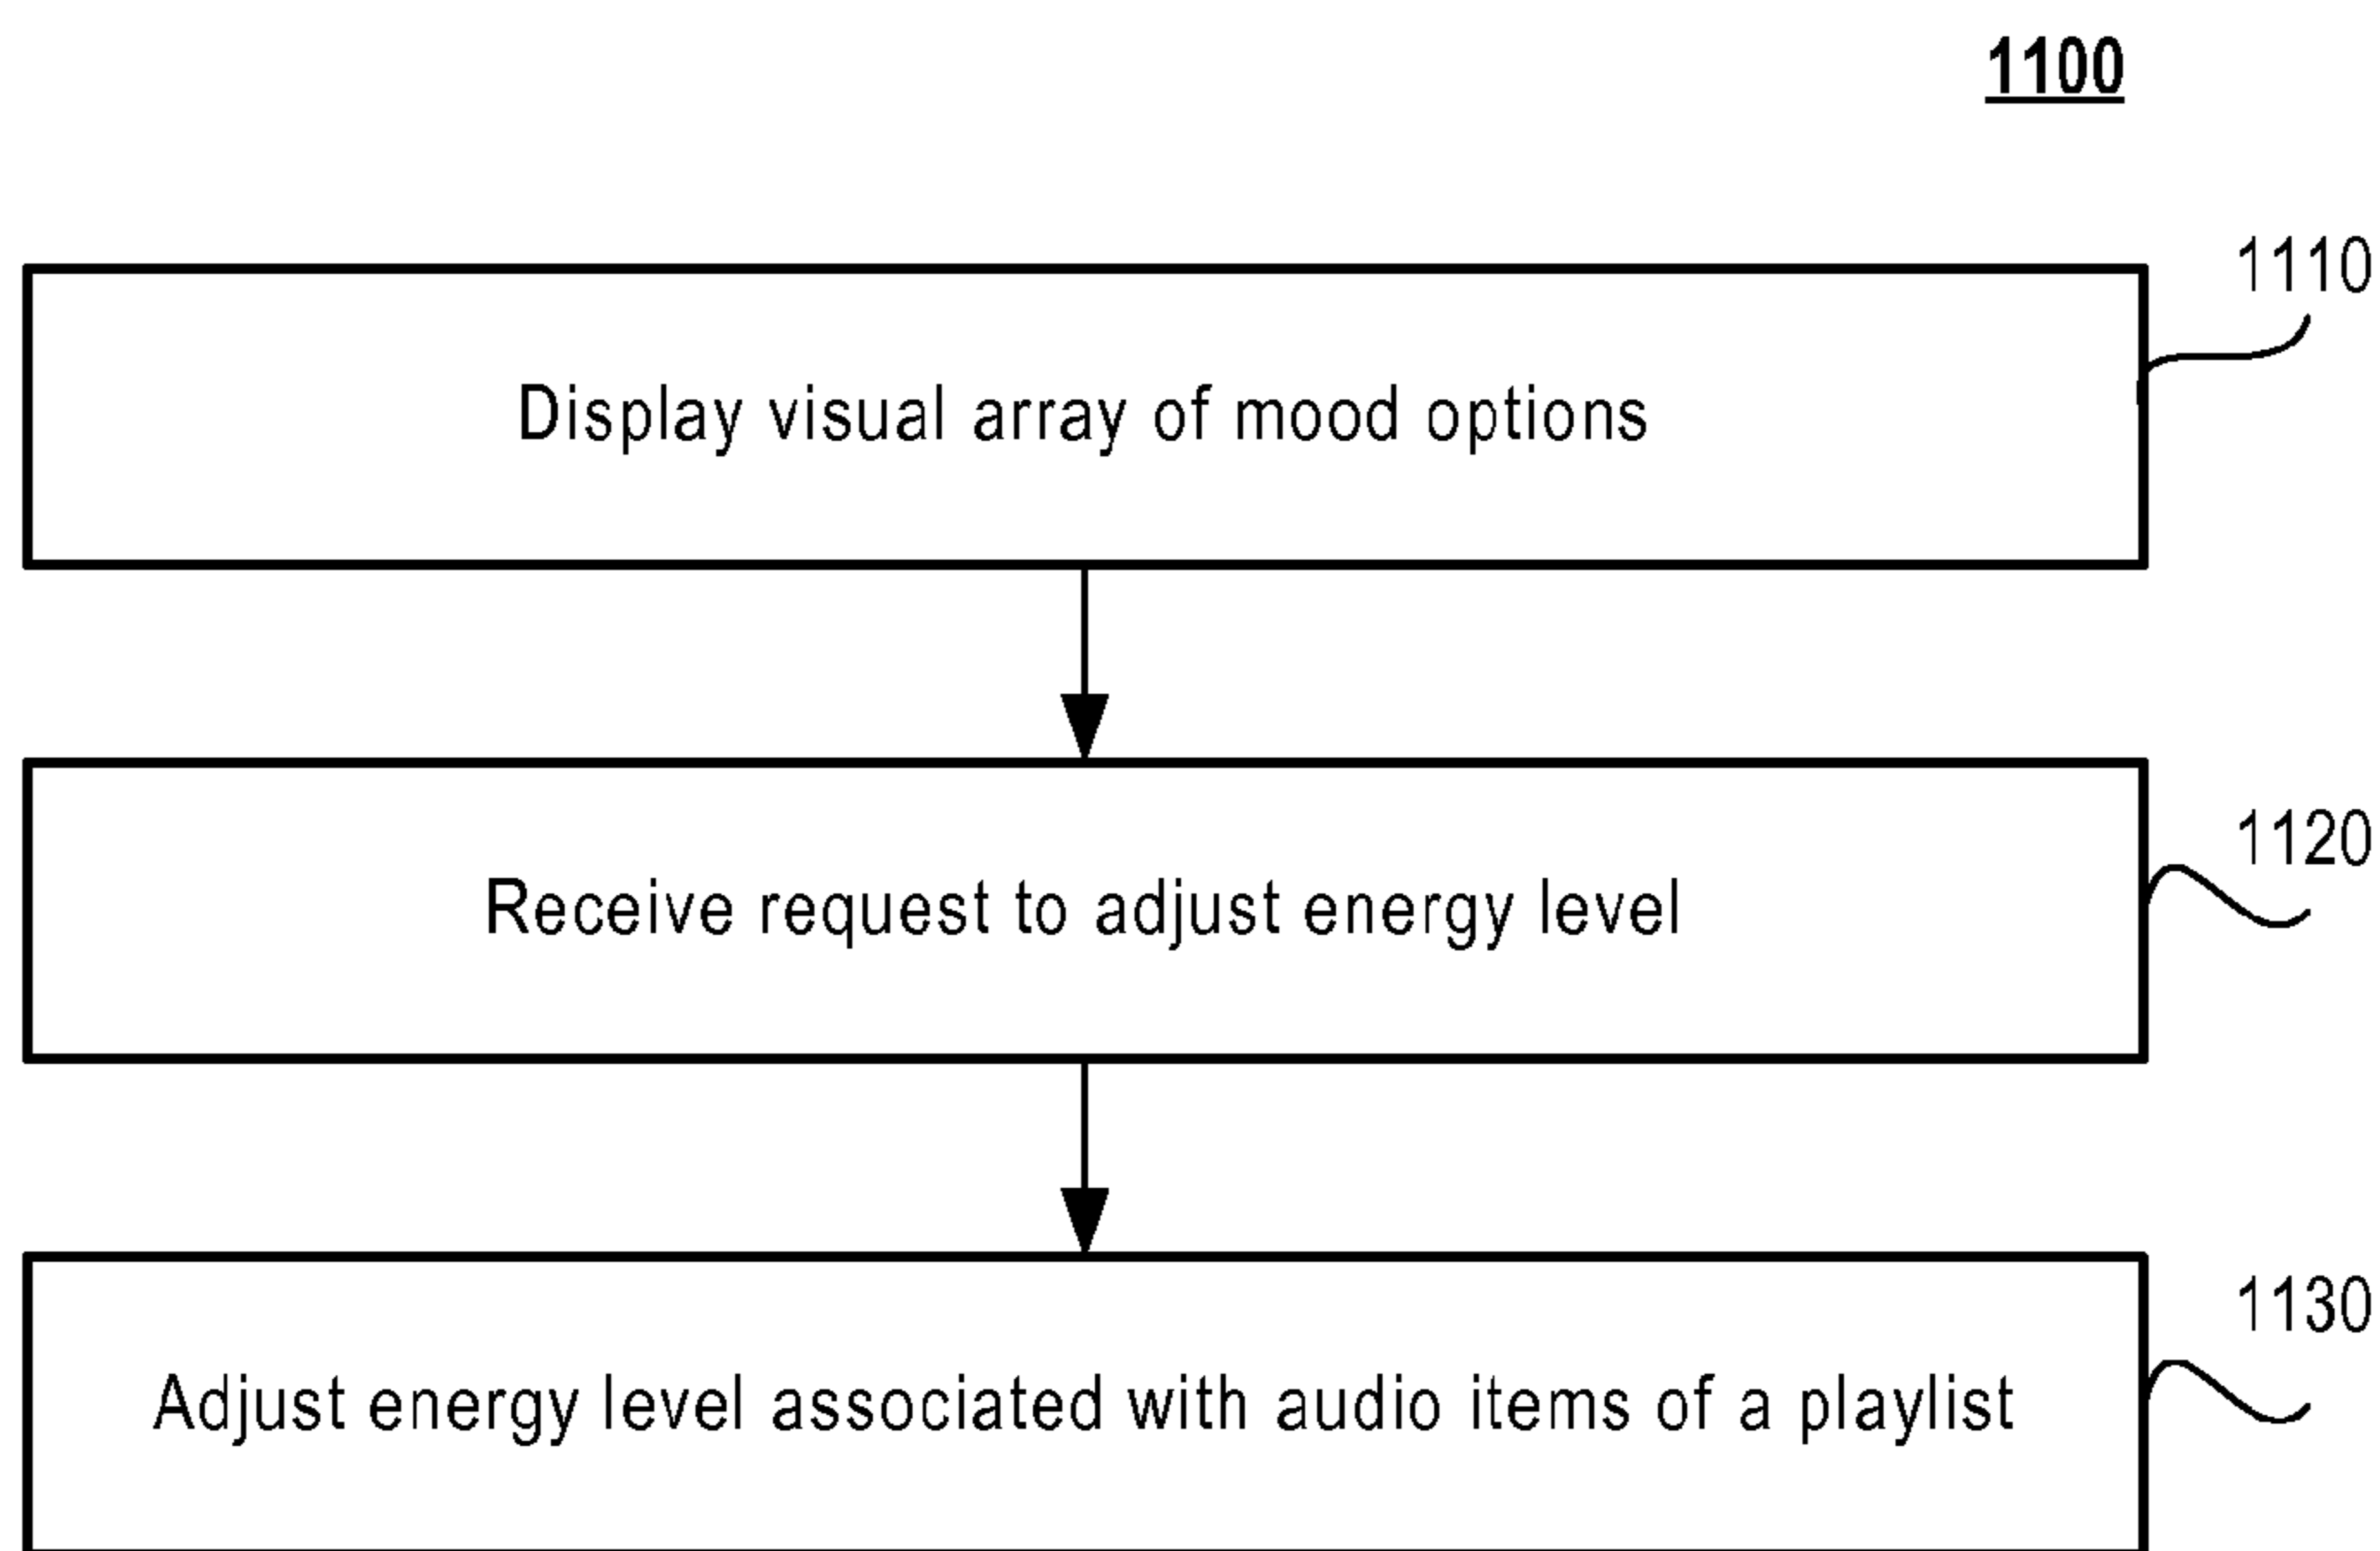 1100
1110
Display visual array of mood options
1120
Receive request to adjust energy level
1130
Adjust energy level associated with audio items of a playlist